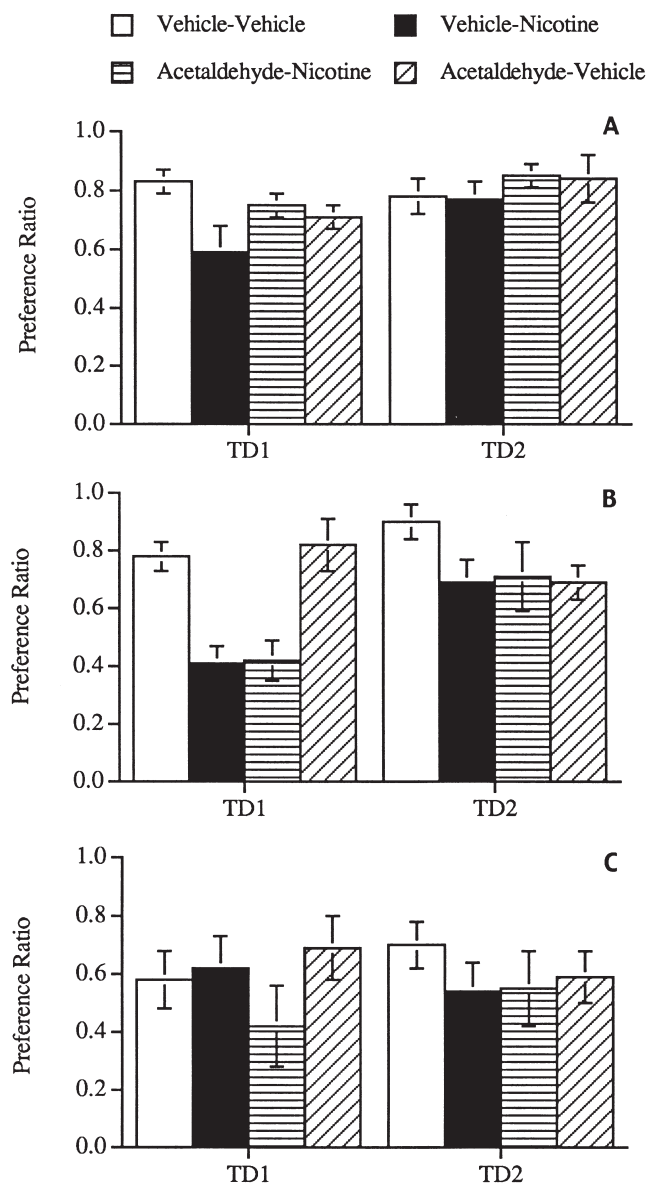 Vehicle-Vehicle Vehicle-Nicotine
Acetaldehyde-Nicotine Acetaldehyde-Vehicle
A
Preference Ratio
1.0
0.8
0.6
0.4
0.2
0.0
TD1 TD2
B
Preference Ratio
1.0
0.8
0.6
0.4
0.2
0.0
TD1 TD2
C
Preference Ratio
1.0
0.8
0.6
0.4
0.2
0.0
TD1 TD2